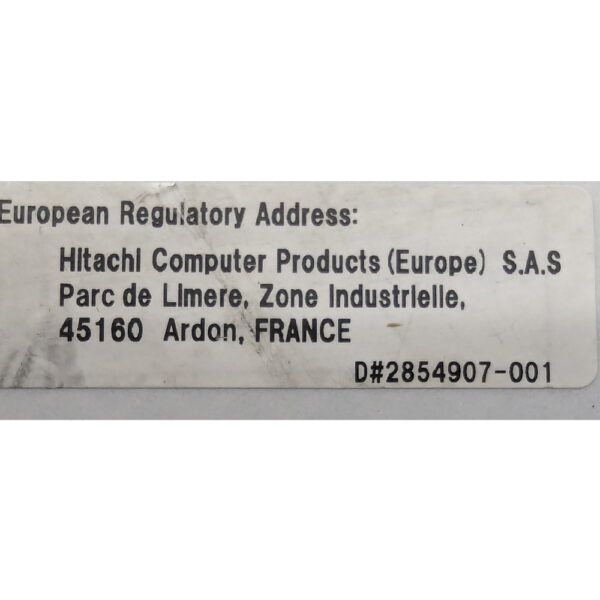 European Regulatory Address:
Hitachi Computer Products (Europe) S.A.S
Parc de Limere, Zone Industrielle,
45160 Ardon, FRANCE
D#2854907-001